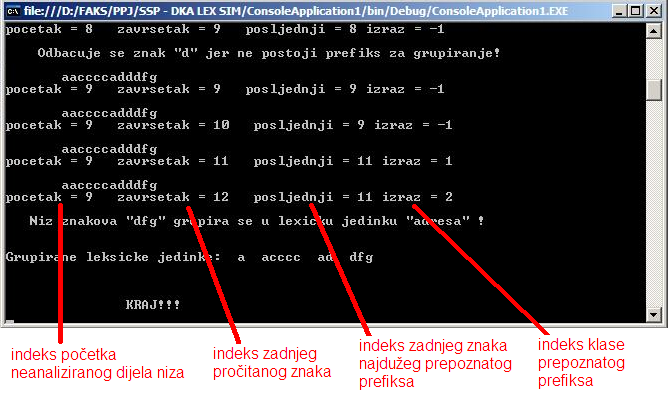 file:///D:/FAKS/PPJ/SSP - DKA LEX SIM/ConsoleApplication1/bin/Debug/ConsoleApplication1.EXE
pocetak = 8 zavrsetak = 9 posljednji = 8 izraz = -1
Odbacuje se znak "d" jer ne postoji prefiks za grupiranje!
aaccccadddfg
pocetak = 9 zavrsetak = 9 posljednji = 9 izraz = -1
aaccccadddfg
pocetak = 9 zavrsetak = 10 posljednji = 9 izraz = -1
aaccccadddfg
pocetak = 9 zavrsetak = 11 posljednji = 11 izraz = 1
aaccccadddfg
pocetak = 9 zavrsetak = 12 posljednji = 11 izraz = 2
Niz znakova "dfg" grupira se u lexicku jedinku "adresa" !
Grupirane leksicke jedinke: a acccc ad dfg
KRAJ!!!
indeks početka
neanaliziranog dijela niza
indeks zadnjeg
pročitanog znaka
indeks zadnjeg znaka
najdužeg prepoznatog
prefiksa
indeks klase
prepoznatog
prefiksa